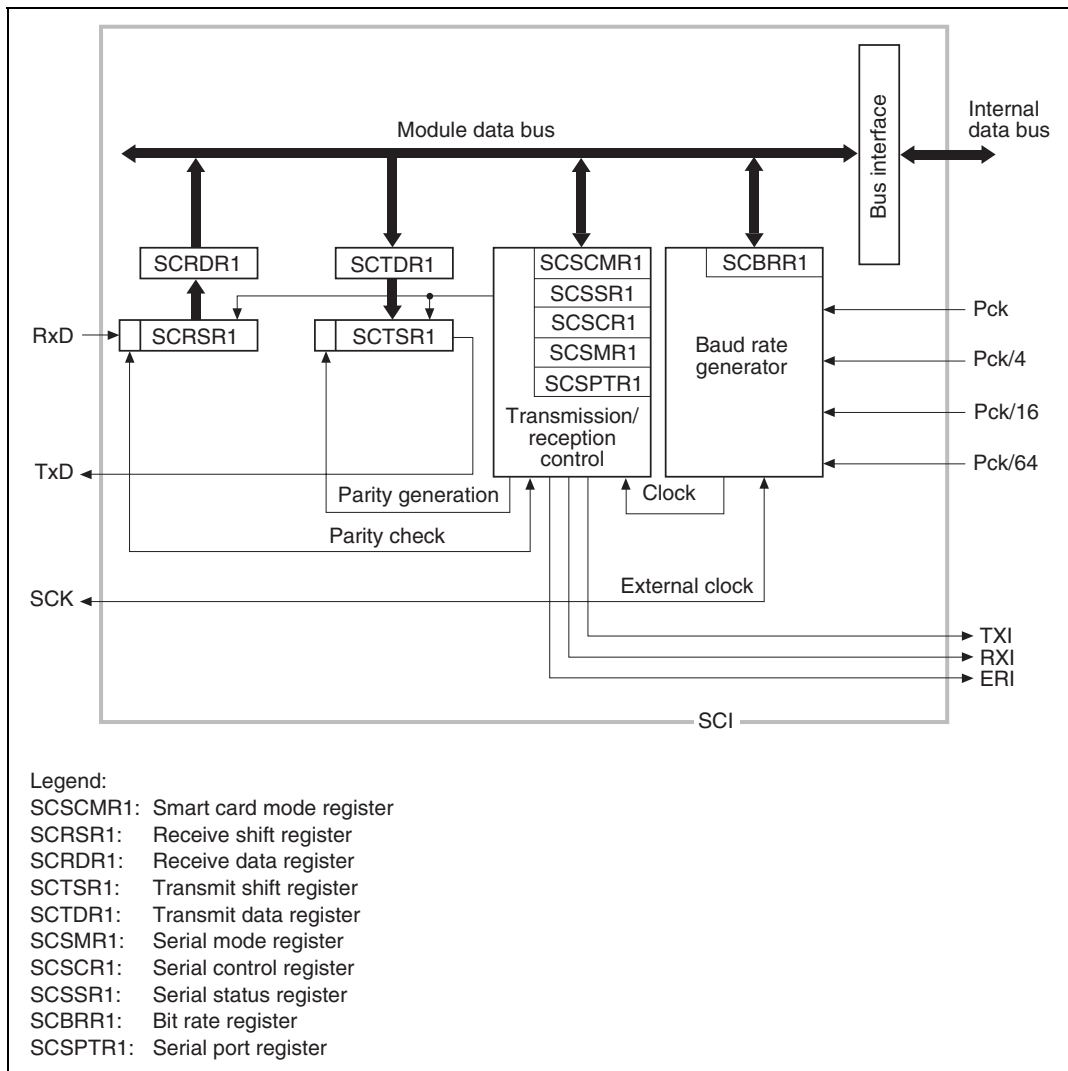 Module data bus
Bus interface
Internal
data bus
SCRDR1
SCTDR1
SCSCMR1
SCSSR1
SCSCR1
SCSMR1
SCSPTR1
Transmission/
reception
control
SCBRR1
Baud rate
generator
RxD
SCRSR1
SCTSR1
Pck
Pck/4
Pck/16
Pck/64
TxD
Parity generation
Clock
Parity check
SCK
External clock
TXI
RXI
ERI
SCI
Legend:
SCSCMR1: Smart card mode register
SCRSR1: Receive shift register
SCRDR1: Receive data register
SCTSR1: Transmit shift register
SCTDR1: Transmit data register
SCSMR1: Serial mode register
SCSCR1: Serial control register
SCSSR1: Serial status register
SCBRR1: Bit rate register
SCSPTR1: Serial port register